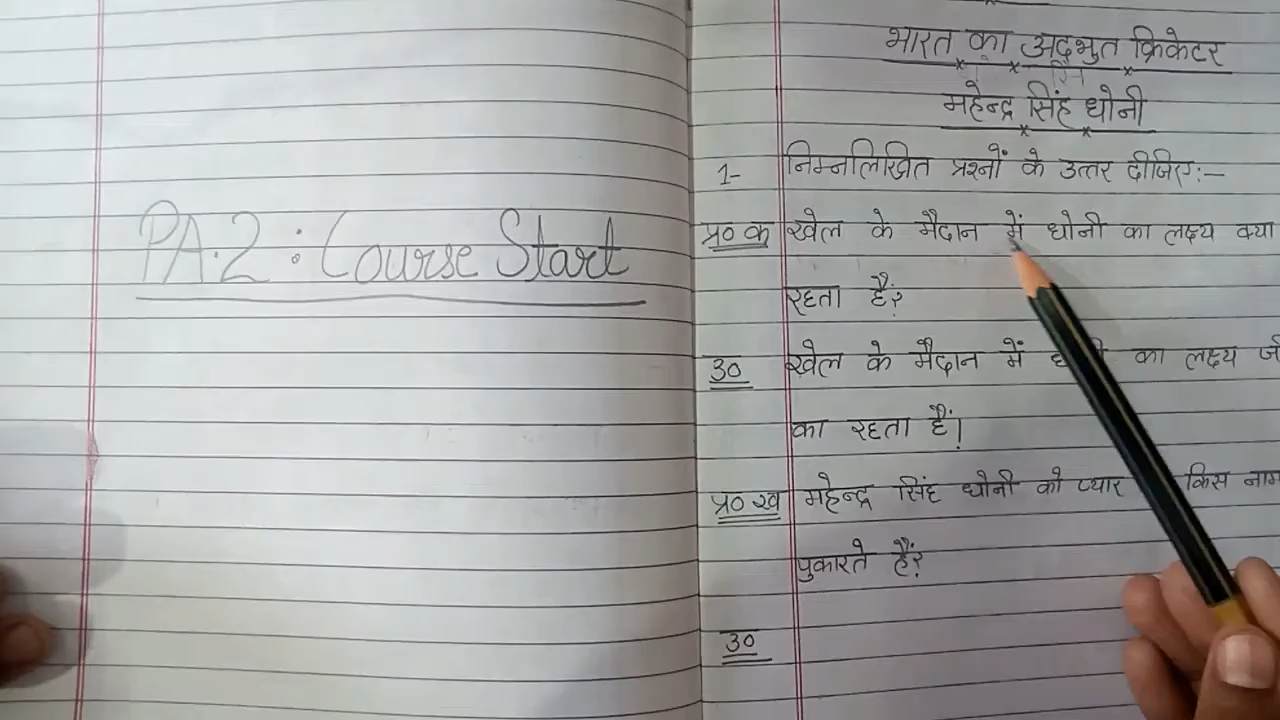 PA.2 : Course Start
भारत का अद्भुत क्रिकेटर
महेन्द्र सिंह धोनी
1- निम्नलिखित प्रश्नों के उत्तर दीजिए:-
प्र० क खेल के मैदान में धोनी का लक्ष्य क्या
रहता है?
उ० खेल के मैदान में का लक्ष्य
का रहता हैं।
प्र० ख महेन्द्र सिंह धोनी को प्यार किस नाम
पुकारते हैं?
उ०